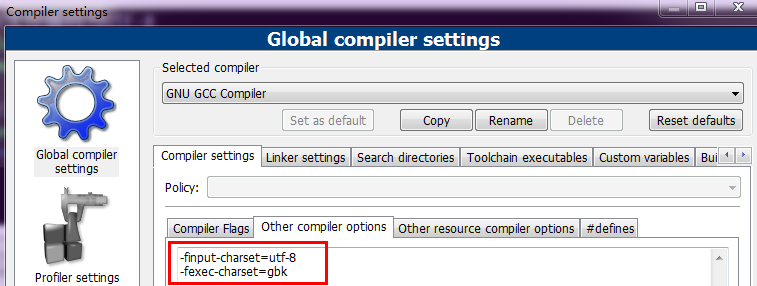 Compiler settings
Global compiler settings
Selected compiler
GNU GCC Compiler
Set as default Copy Rename Delete Reset defaults
Global compiler
settings
Profiler settings
Compiler settings Linker settings Search directories Toolchain executables Custom variables Bui
Policy:
Compiler Flags Other compiler options Other resource compiler options #defines
-finput-charset=utf-8
-fexec-charset=gbk